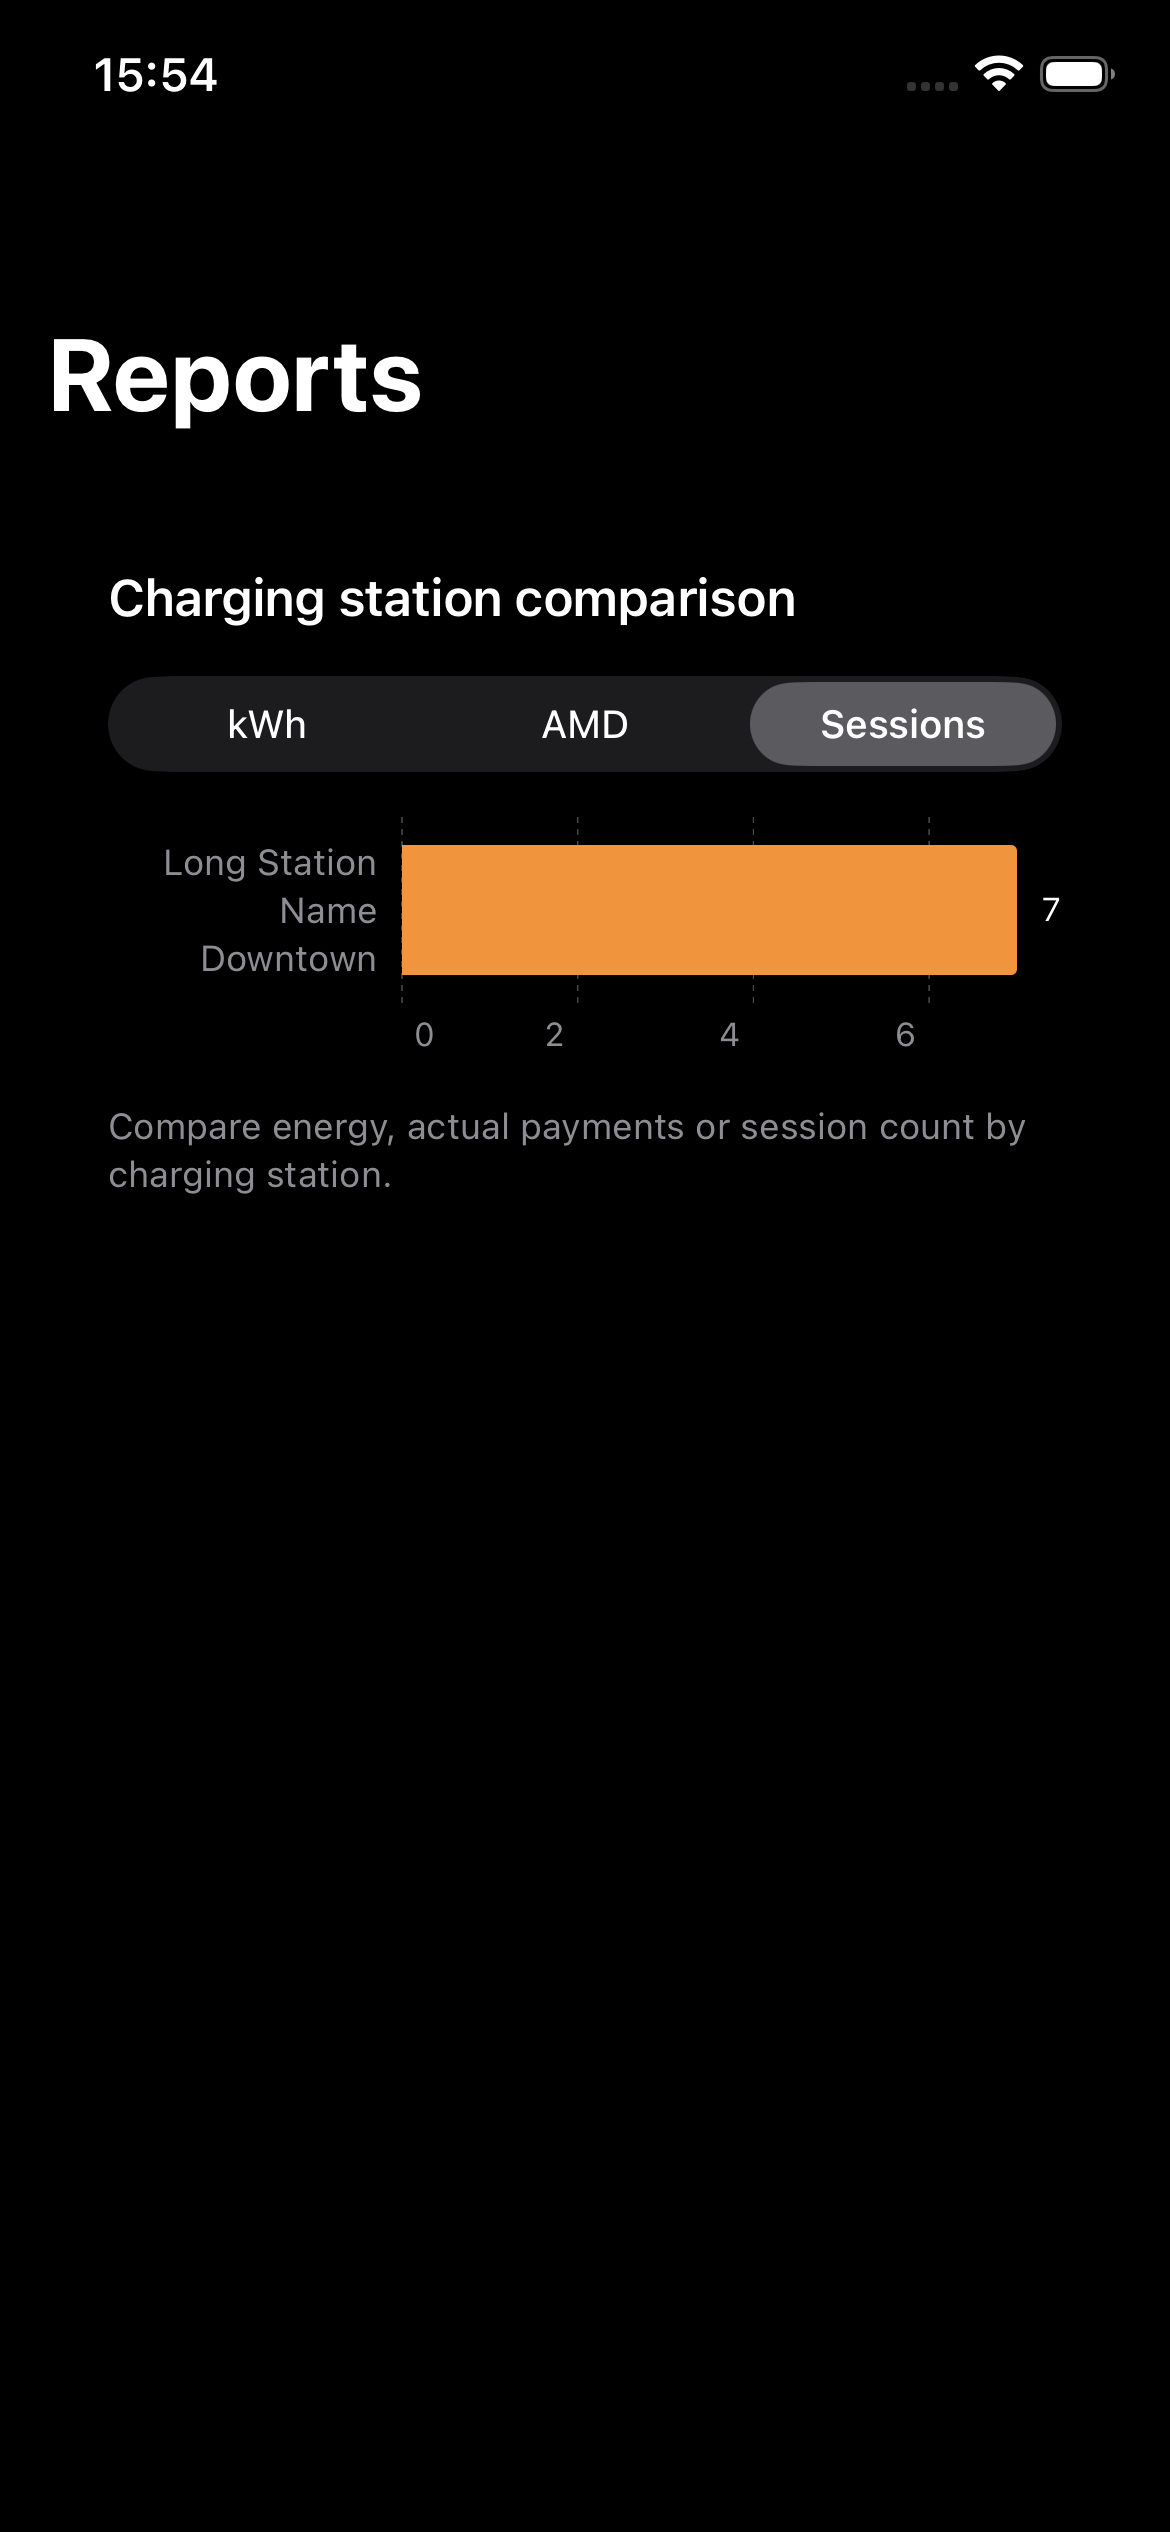 15:54
Reports
Charging station comparison
kWh AMD Sessions
Long Station
Name
Downtown
7
0 2 4 6
Compare energy, actual payments or session count by
charging station.